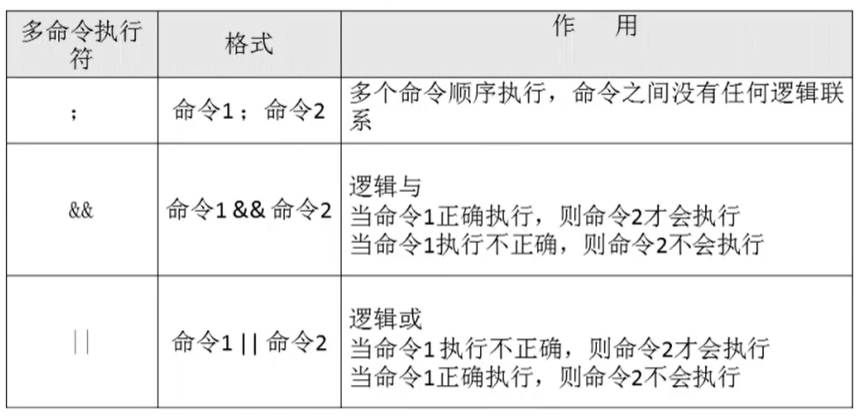 多命令执行符
格式
作 用
;
命令1 ; 命令2
多个命令顺序执行，命令之间没有任何逻辑联
系
&&
命令1 && 命令2
逻辑与
当命令1正确执行，则命令2才会执行
当命令1执行不正确，则命令2不会执行
||
命令1 || 命令2
逻辑或
当命令1 执行不正确，则命令2才会执行
当命令1正确执行，则命令2不会执行